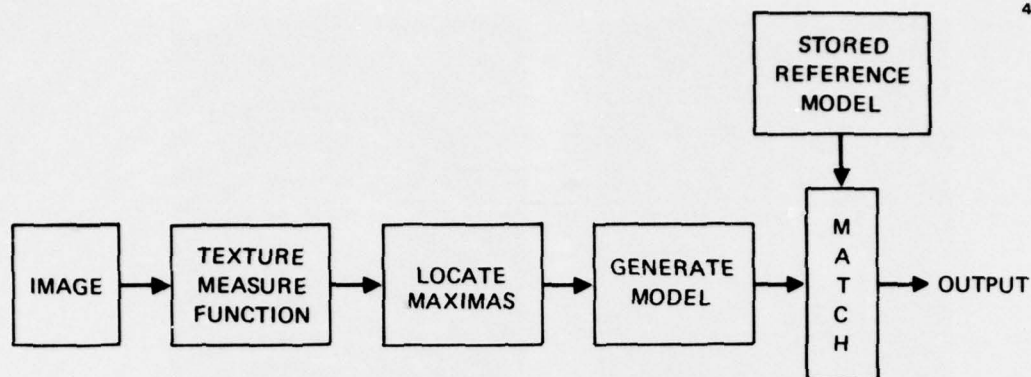 4
STORED
REFERENCE
MODEL
IMAGE
TEXTURE
MEASURE
FUNCTION
LOCATE
MAXIMAS
GENERATE
MODEL
M
A
T
C
H
OUTPUT